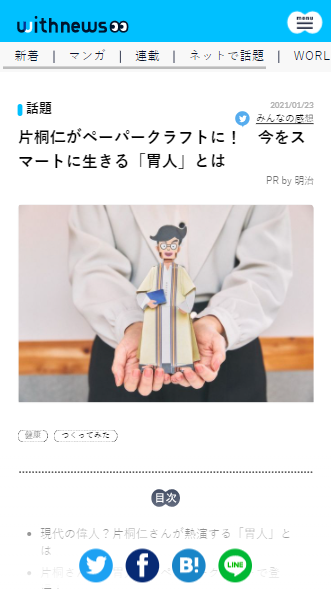 withnews
menu
新着 | マンガ | 連載 | ネットで話題 | WORL
話題
2021/01/23
みんなの感想
片桐仁がペーパークラフトに！　今をス
マートに生きる「胃人」とは
PR by 明治
健康 つくってみた
目次
現代の偉人？片桐仁さんが熱演する「胃人」と
は
B!
LINE